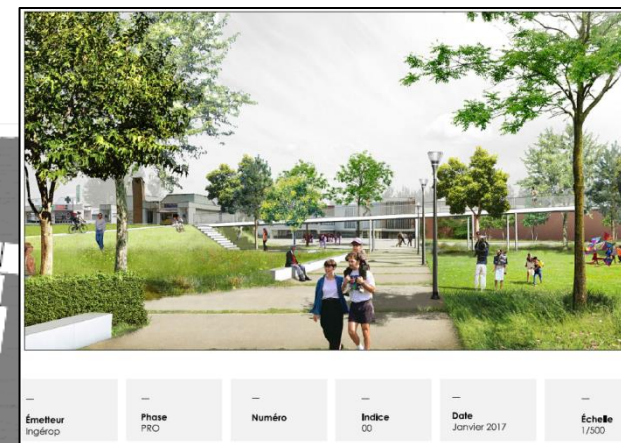 —
Émetteur
Ingérop
—
Phase
PRO
—
Numéro
—
Indice
00
—
Date
Janvier 2017
—
Échelle
1/500